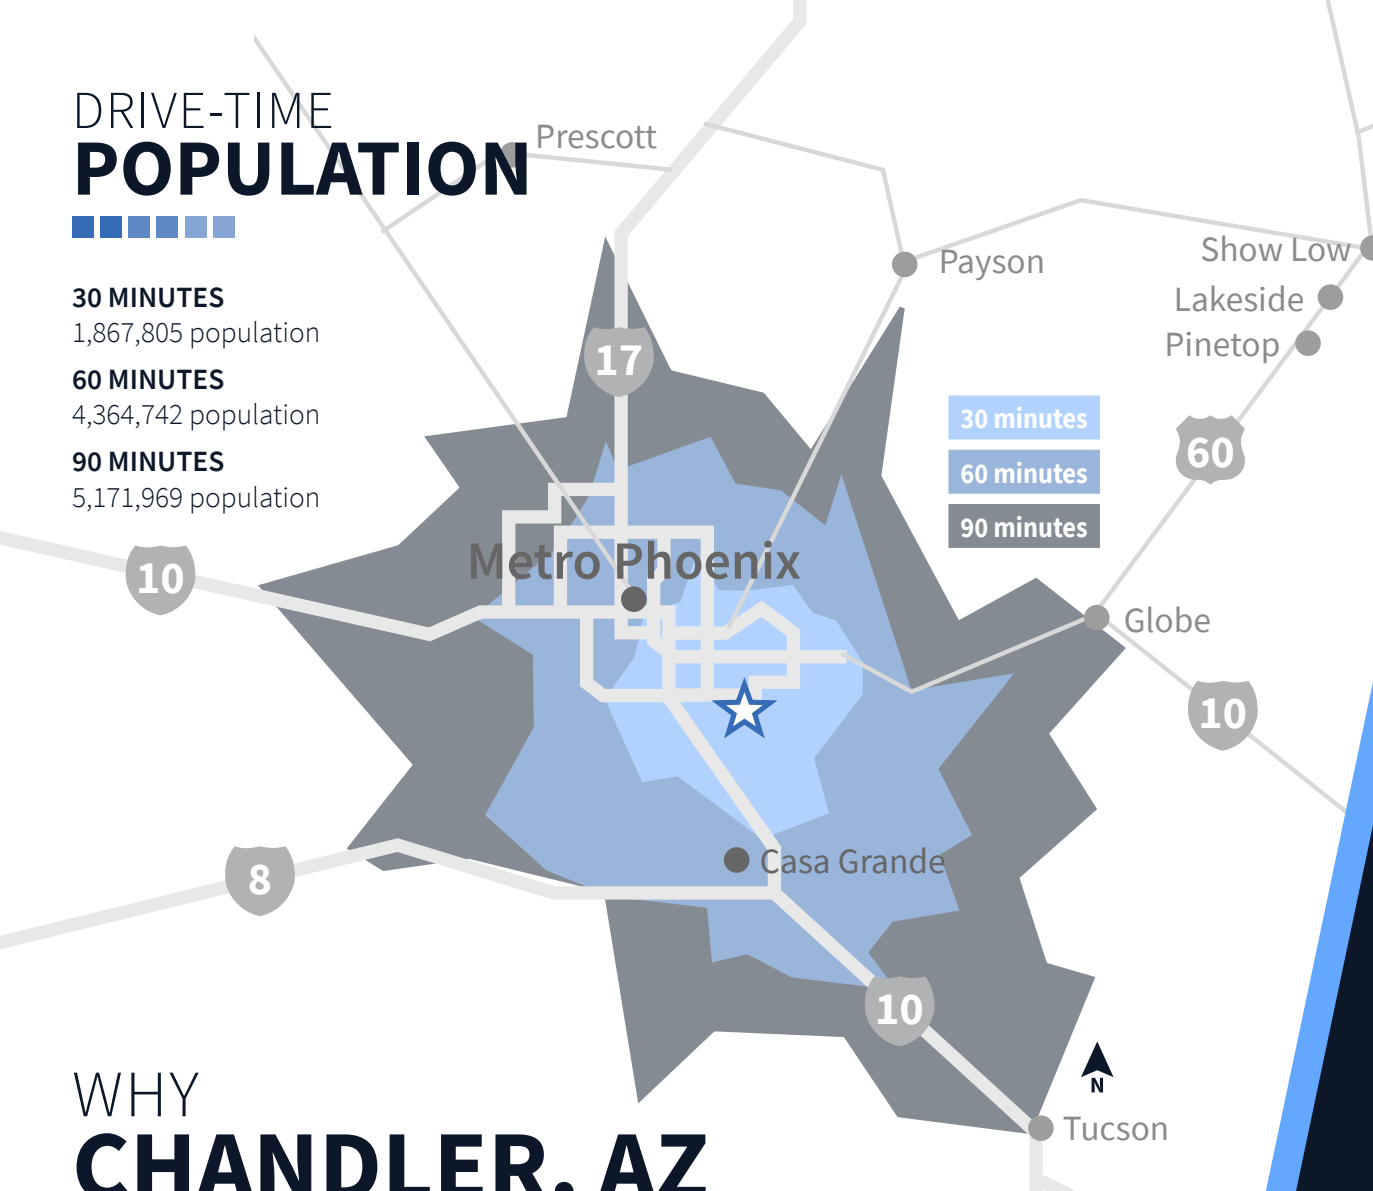 DRIVE-TIME
POPULATION
30 MINUTES
1,867,805 population
60 MINUTES
4,364,742 population
90 MINUTES
5,171,969 population
Prescott
Payson
Show Low
Lakeside
Pinetop
17
30 minutes
60 minutes
90 minutes
60
Metro Phoenix
10
Globe
10
8
Casa Grande
10
N
Tucson
WHY
CHANDLER, AZ